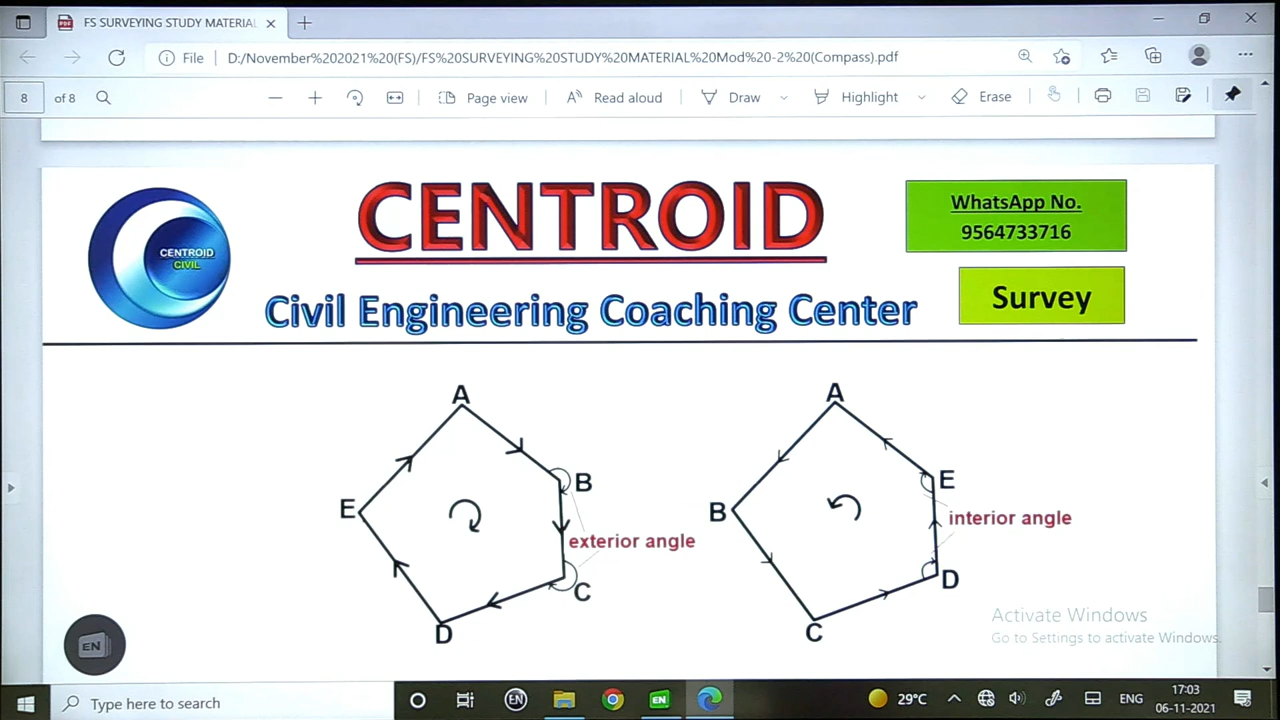 FS SURVEYING STUDY MATERIAL
File
D:/November%202021%20(FS)/FS%20SURVEYING%20STUDY%20MATERIAL%20Mod%20-2%20(Compass).pdf
8 of 8
Page view
Read aloud
Draw
Highlight
Erase
CENTROID
CIVIL
CENTROID
WhatsApp No.
9564733716
Civil Engineering Coaching Center
Survey
A
B
C
D
E
exterior angle
A
B
C
D
E
interior angle
EN
Activate Windows
Go to Settings to activate Windows.
Type here to search
EN
EN
29°C
ENG
17:03
06-11-2021